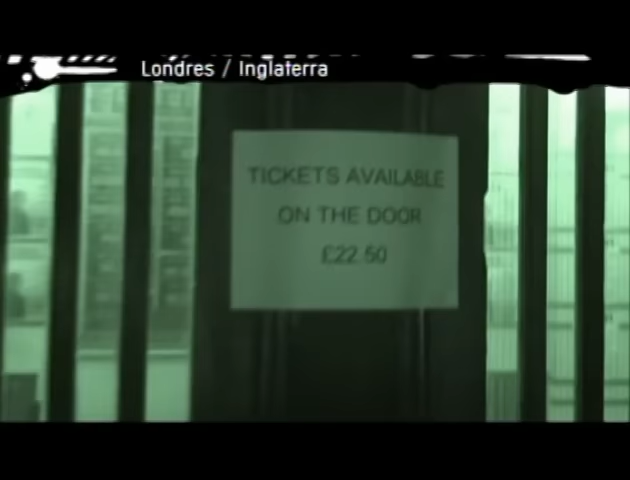 Londres / Inglaterra
TICKETS AVAILABLE
ON THE DOOR
£22.50